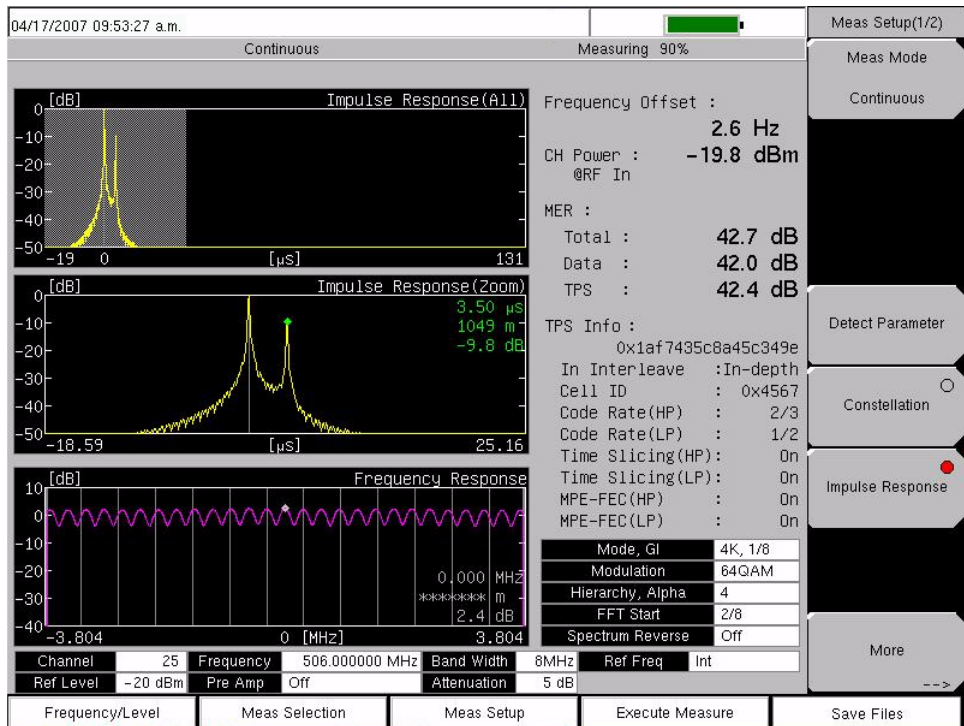 04/17/2007 09:53:27 a.m.
Meas Setup(1/2)
Continuous
Measuring 90%
Meas Mode
Continuous
[dB]
Impulse Response(All)
0
-10
-20
-30
-40
-50
-19 0 [µs] 131
Frequency Offset :
2.6 Hz
CH Power : -19.8 dBm
@RF In
MER :
Total : 42.7 dB
Data : 42.0 dB
TPS : 42.4 dB
[dB]
Impulse Response(Zoom)
3.50 µs
1049 m
-9.8 dB
0
-10
-20
-30
-40
-50
-18.59 [µs] 25.16
TPS Info :
0x1af7435c8a45c349e
In Interleave :In-depth
Cell ID : 0x4567
Code Rate(HP) : 2/3
Code Rate(LP) : 1/2
Time Slicing(HP): On
Time Slicing(LP): On
MPE-FEC(HP) : On
MPE-FEC(LP) : On
[dB]
Frequency Response
10
0
-10
-20
-30
-40
0.000 MHz
******* m
2.4 dB
-3.804 0 [MHz] 3.804
Mode, GI 4K, 1/8
Modulation 64QAM
Hierarchy, Alpha 4
FFT Start 2/8
Spectrum Reverse Off
Channel 25 Frequency 506.000000 MHz Band Width 8MHz Ref Freq Int
Ref Level -20 dBm Pre Amp Off Attenuation 5 dB
Detect Parameter
Constellation
Impulse Response
More
-->
Frequency/Level Meas Selection Meas Setup Execute Measure Save Files